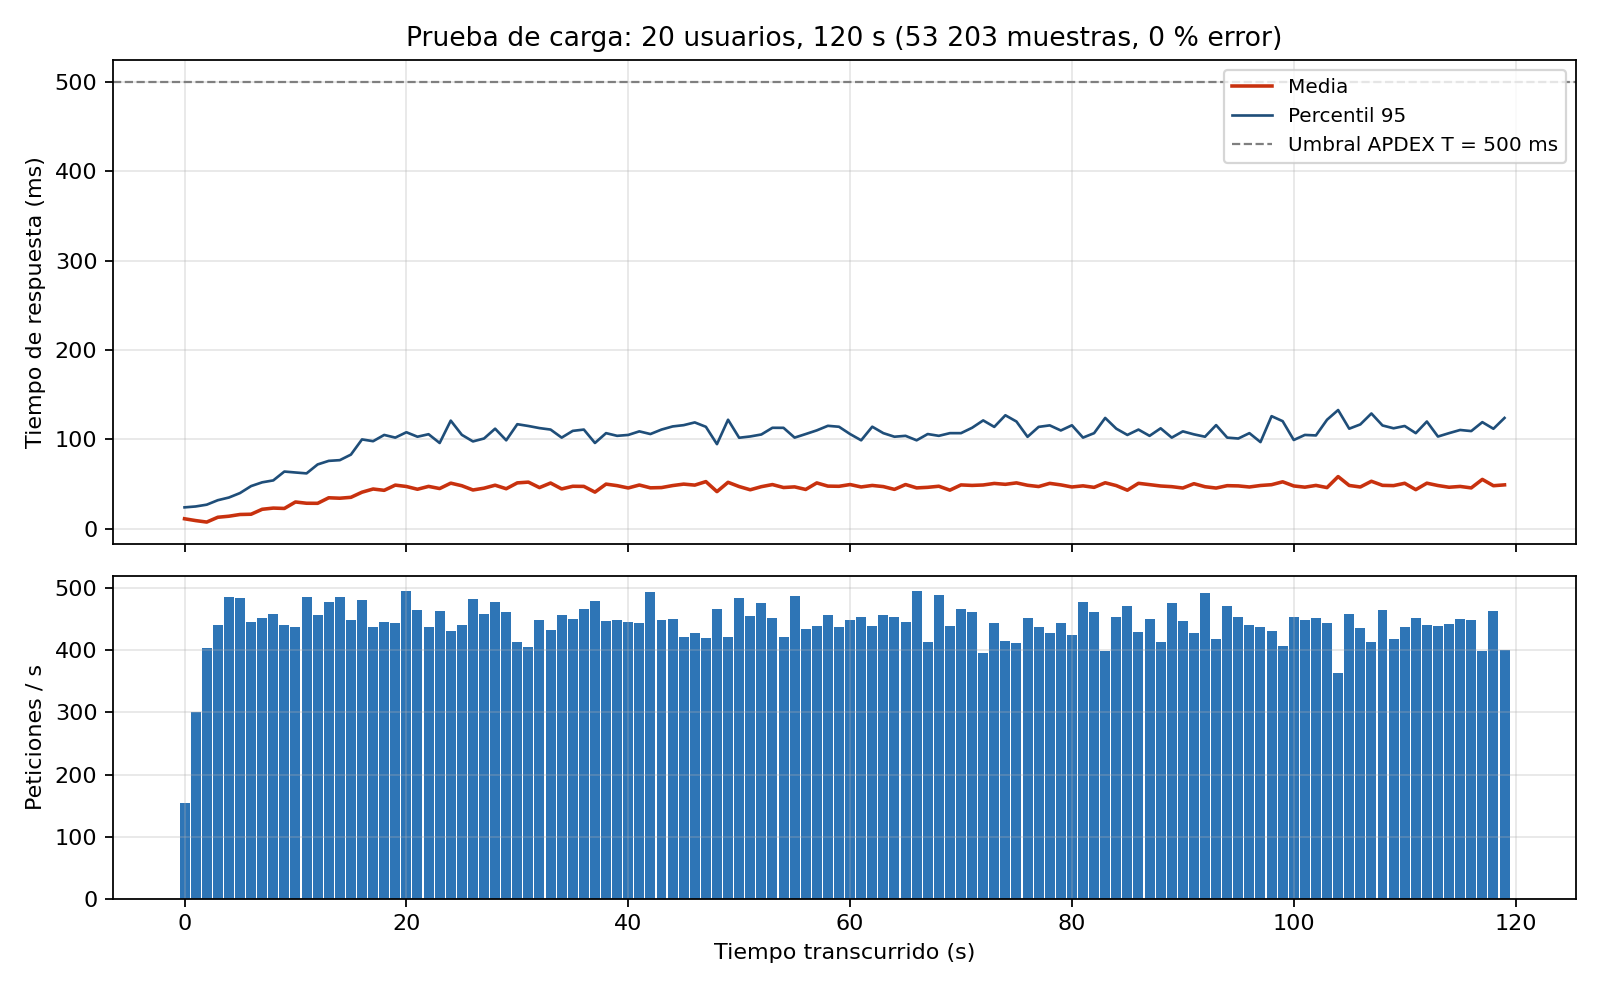 Prueba de carga: 20 usuarios, 120 s (53 203 muestras, 0 % error)
Tiempo de respuesta (ms)
500
400
300
200
100
0
Media
Percentil 95
Umbral APDEX T = 500 ms
Peticiones / s
500
400
300
200
100
0
0 20 40 60 80 100 120
Tiempo transcurrido (s)